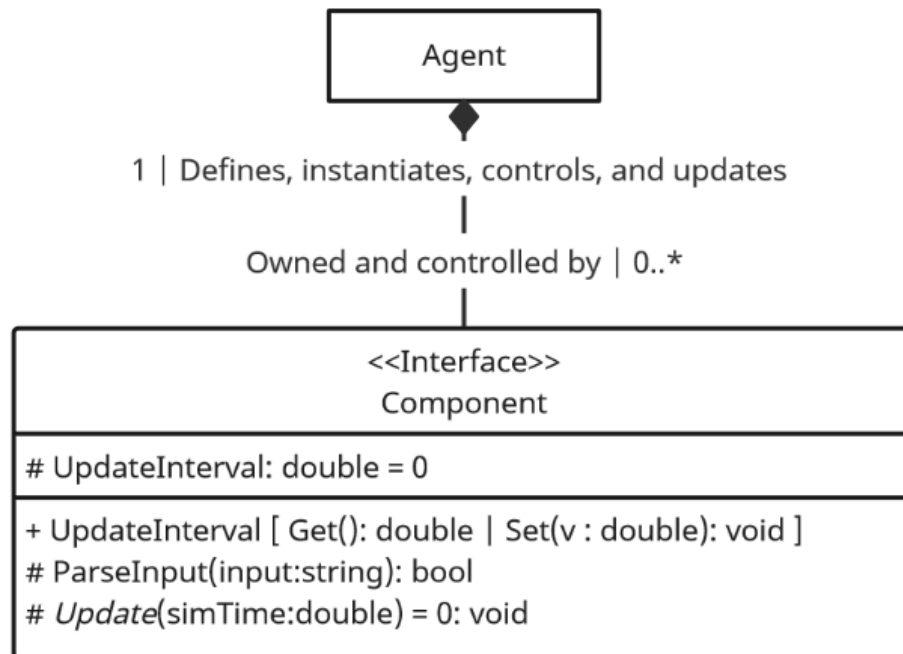 Agent
1 | Defines, instantiates, controls, and updates
Owned and controlled by | 0..*
<<Interface>>
Component
# UpdateInterval: double = 0
+ UpdateInterval [ Get(): double | Set(v : double): void ]
# ParseInput(input:string): bool
# Update(simTime:double) = 0: void